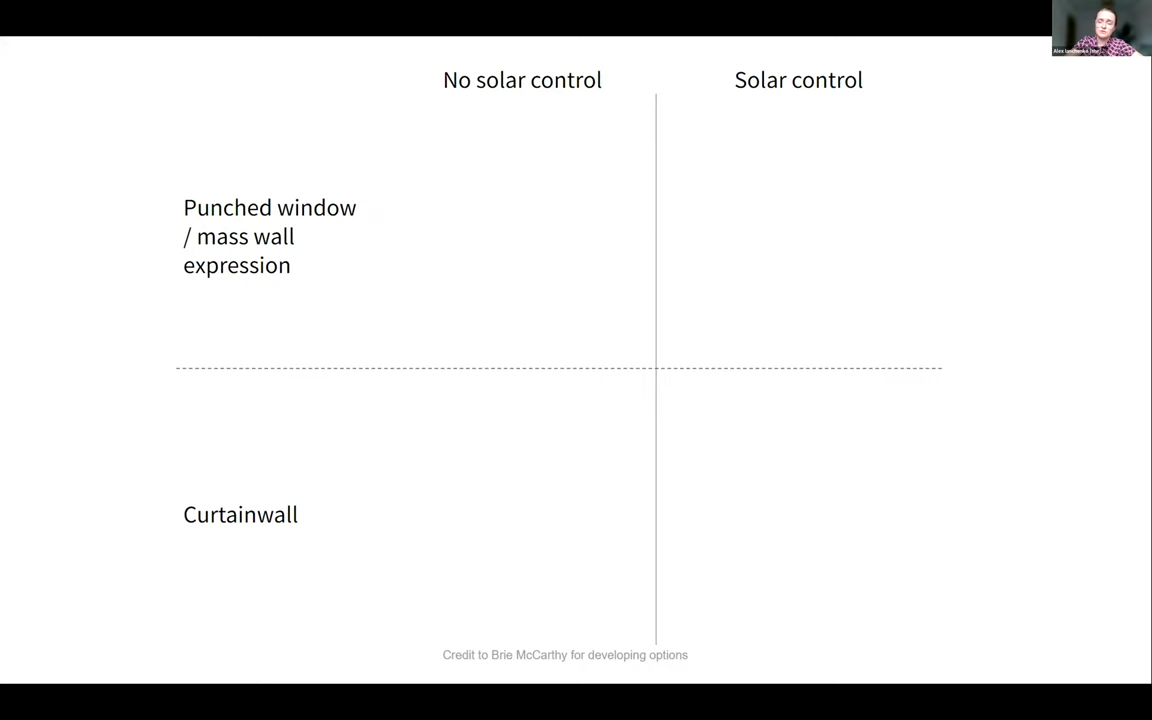 No solar control
Solar control
Punched window
/ mass wall
expression
Curtainwall
Credit to Brie McCarthy for developing options